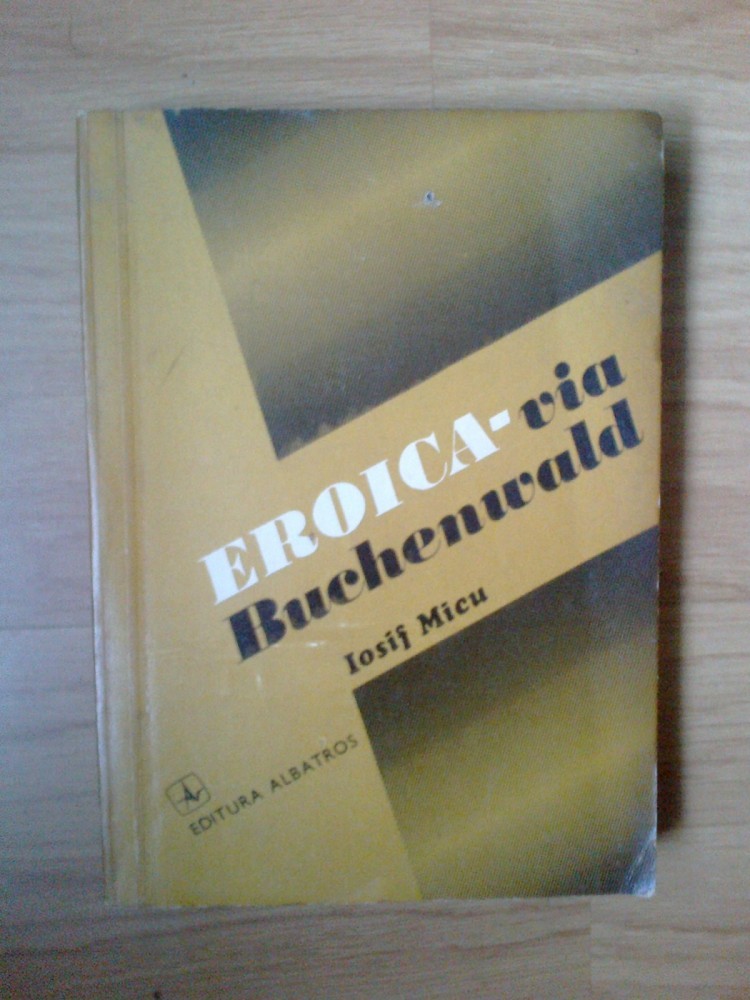 EROICA-via
Buchenwald
Iosif Micu
EDITURA ALBATROS